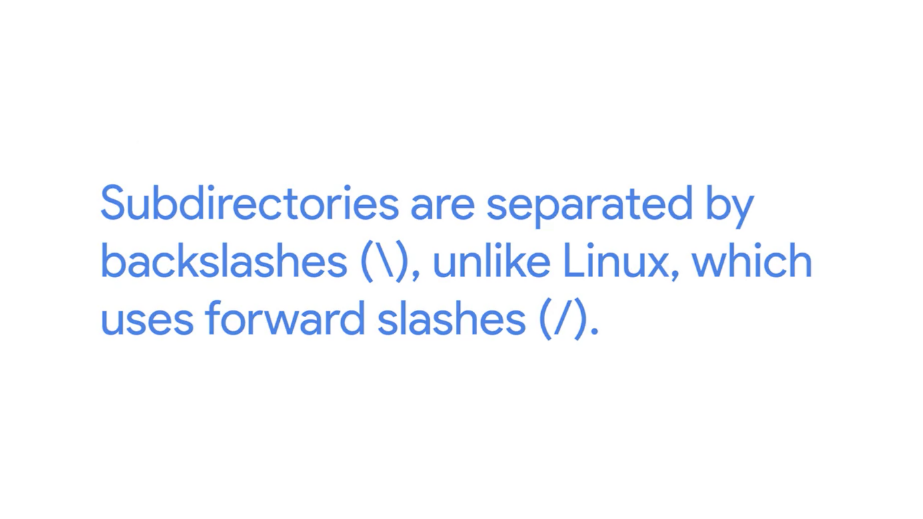 Subdirectories are separated by
backslashes (\), unlike Linux, which
uses forward slashes (/).